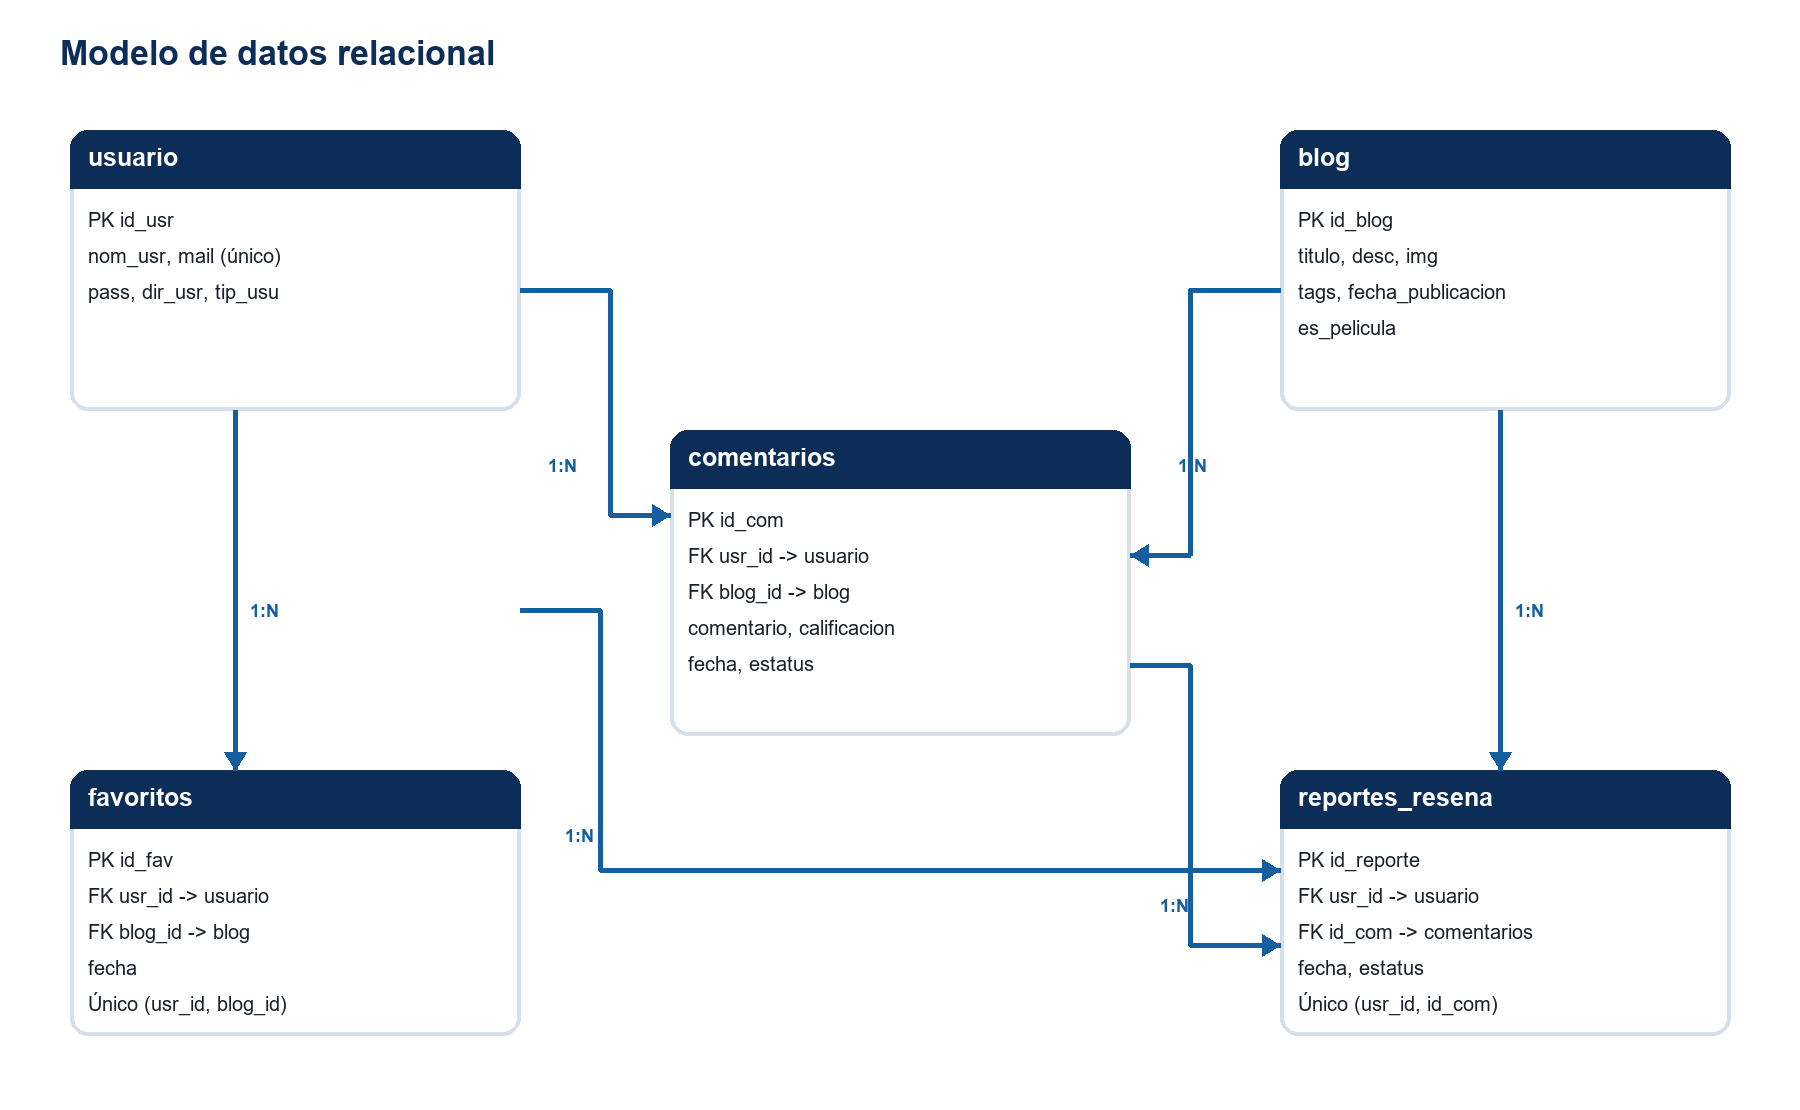 Modelo de datos relacional
usuario
PK id_usr
nom_usr, mail (único)
pass, dir_usr, tip_usu
blog
PK id_blog
titulo, desc, img
tags, fecha_publicacion
es_pelicula
1:N
comentarios
PK id_com
FK usr_id -> usuario
FK blog_id -> blog
comentario, calificacion
fecha, estatus
1:N
1:N
1:N
favoritos
PK id_fav
FK usr_id -> usuario
FK blog_id -> blog
fecha
Único (usr_id, blog_id)
1:N
1:N
reportes_resena
PK id_reporte
FK usr_id -> usuario
FK id_com -> comentarios
fecha, estatus
Único (usr_id, id_com)